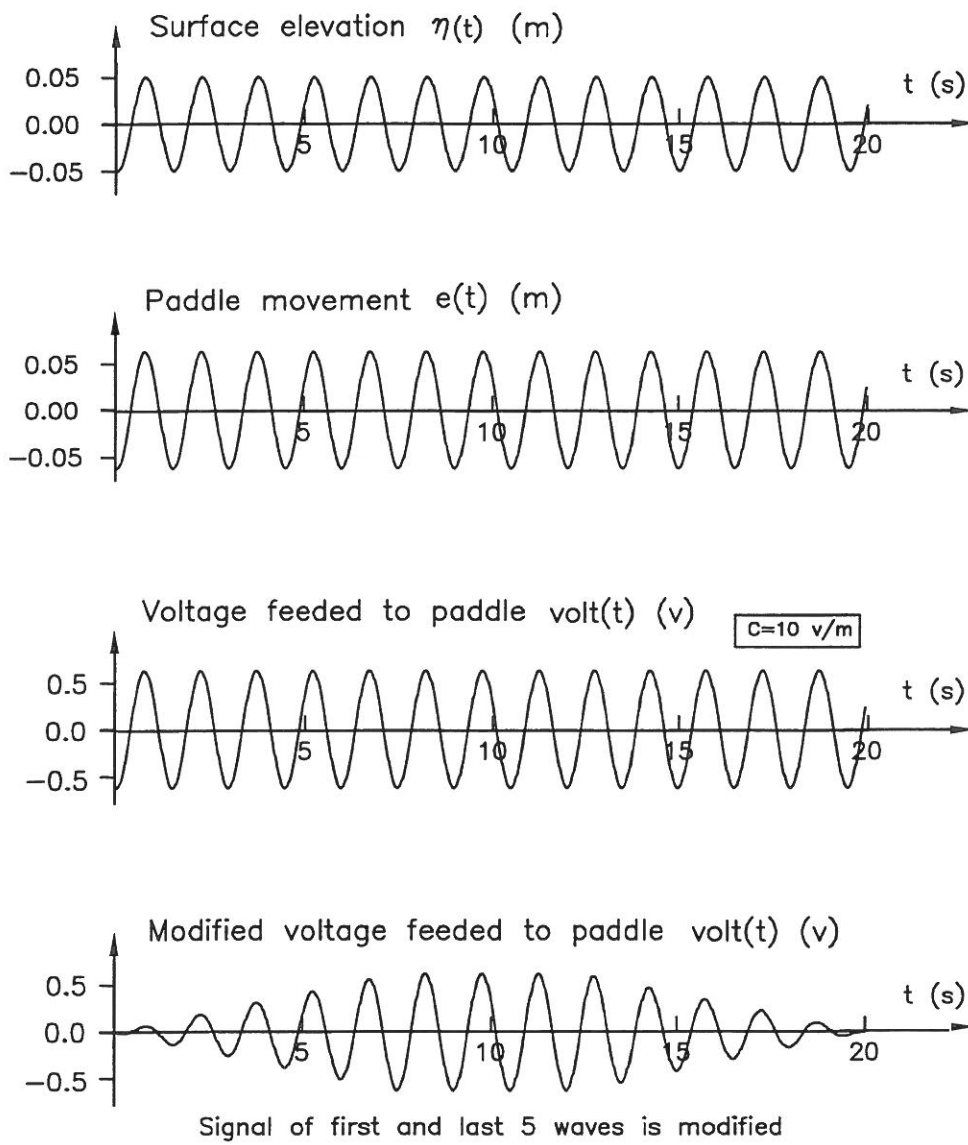 Surface elevation η(t) (m)
0.05
0.00
−0.05
t (s)
5
10
15
20
Paddle movement e(t) (m)
0.05
0.00
−0.05
t (s)
5
10
15
20
Voltage feeded to paddle volt(t) (v)
C=10 v/m
0.5
0.0
−0.5
t (s)
5
10
15
20
Modified voltage feeded to paddle volt(t) (v)
0.5
0.0
−0.5
t (s)
5
10
15
20
Signal of first and last 5 waves is modified